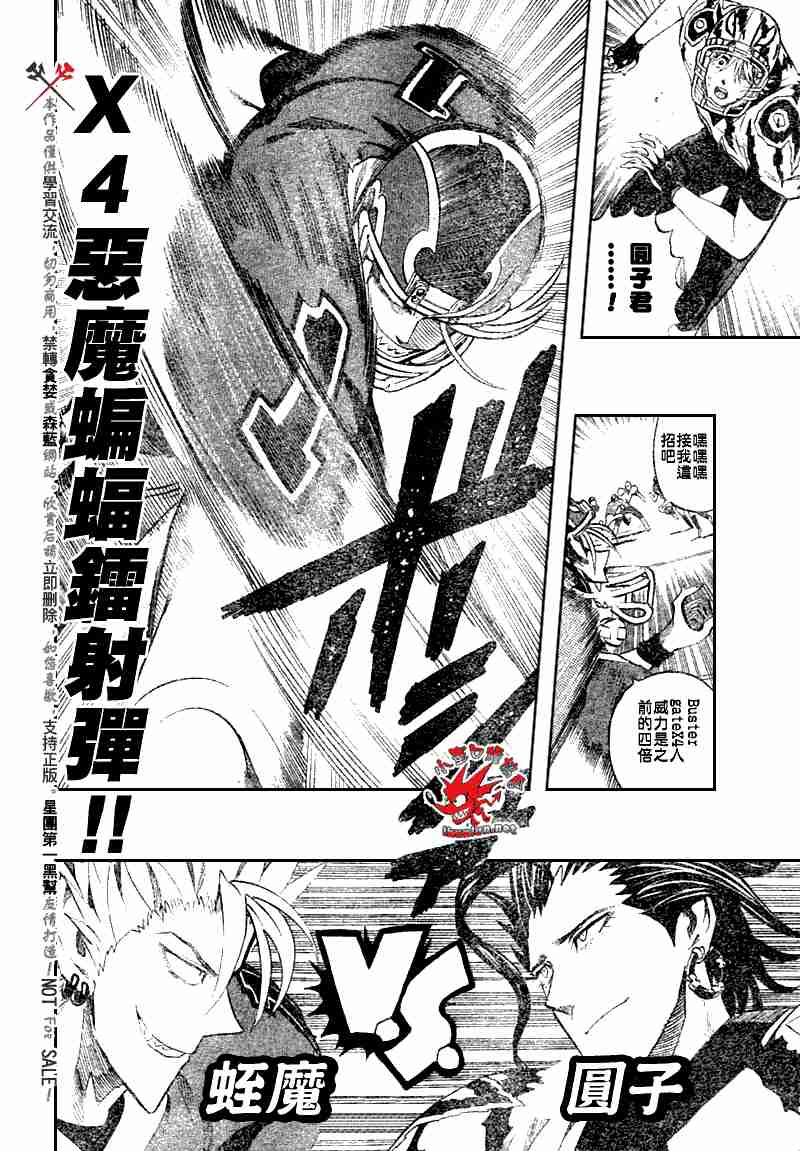 圓子君
……！
嘿嘿嘿
接我這
招吧
Buster
gateX4人
威力是之
前的四倍
X4惡魔蝙蝠鐳射彈!!
V.S.
蛭魔
圓子
本作品僅供學習交流，切勿商用，禁轉貪婪或森藍網站。欣賞后請立即刪除，如您喜歡，支持正版。星團第一黑幫友情打造！NOT For SALE